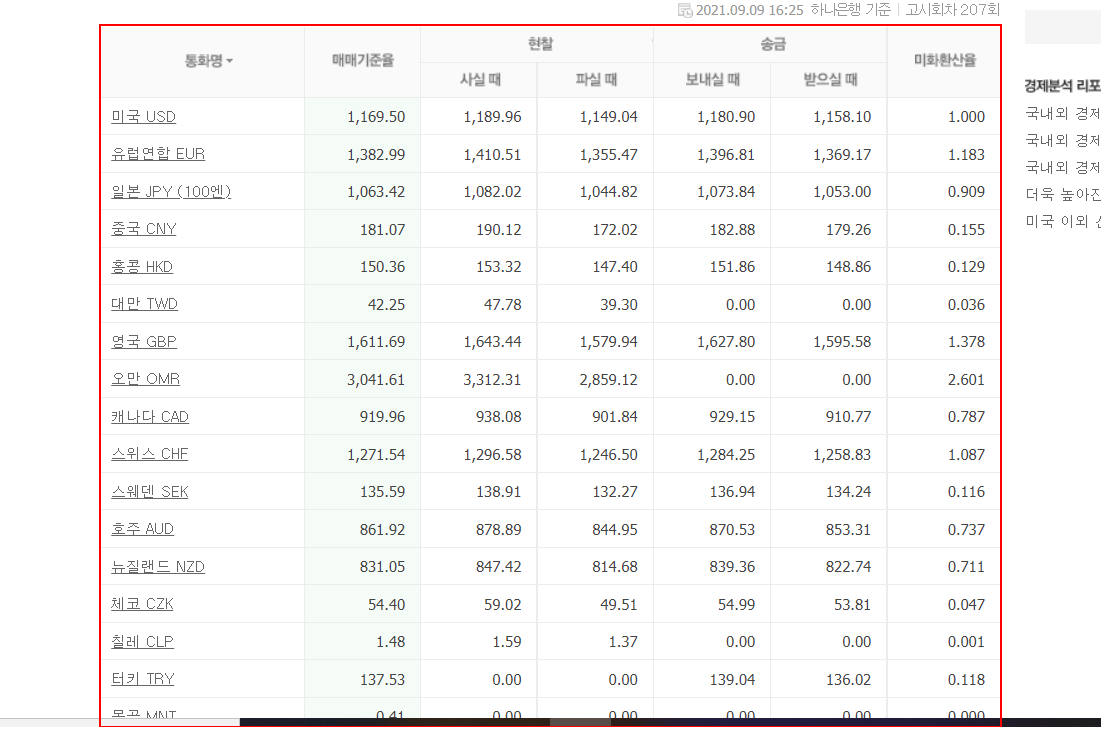 2021.09.09 16:25 하나은행 기준 | 고시회차 207회
통화명 매매기준율 현찰 송금 미화환산율
사실 때 파실 때 보내실 때 받으실 때
미국 USD 1,169.50 1,189.96 1,149.04 1,180.90 1,158.10 1.000
유럽연합 EUR 1,382.99 1,410.51 1,355.47 1,396.81 1,369.17 1.183
일본 JPY (100엔) 1,063.42 1,082.02 1,044.82 1,073.84 1,053.00 0.909
중국 CNY 181.07 190.12 172.02 182.88 179.26 0.155
홍콩 HKD 150.36 153.32 147.40 151.86 148.86 0.129
대만 TWD 42.25 47.78 39.30 0.00 0.00 0.036
영국 GBP 1,611.69 1,643.44 1,579.94 1,627.80 1,595.58 1.378
오만 OMR 3,041.61 3,312.31 2,859.12 0.00 0.00 2.601
캐나다 CAD 919.96 938.08 901.84 929.15 910.77 0.787
스위스 CHF 1,271.54 1,296.58 1,246.50 1,284.25 1,258.83 1.087
스웨덴 SEK 135.59 138.91 132.27 136.94 134.24 0.116
호주 AUD 861.92 878.89 844.95 870.53 853.31 0.737
뉴질랜드 NZD 831.05 847.42 814.68 839.36 822.74 0.711
체코 CZK 54.40 59.02 49.51 54.99 53.81 0.047
칠레 CLP 1.48 1.59 1.37 0.00 0.00 0.001
터키 TRY 137.53 0.00 0.00 139.04 136.02 0.118
몽골 MNT 0.41 0.00 0.00 0.00 0.00 0.000
경제분석 리포
국내외 경제
국내외 경제
국내외 경제
더욱 높아진
미국 이외